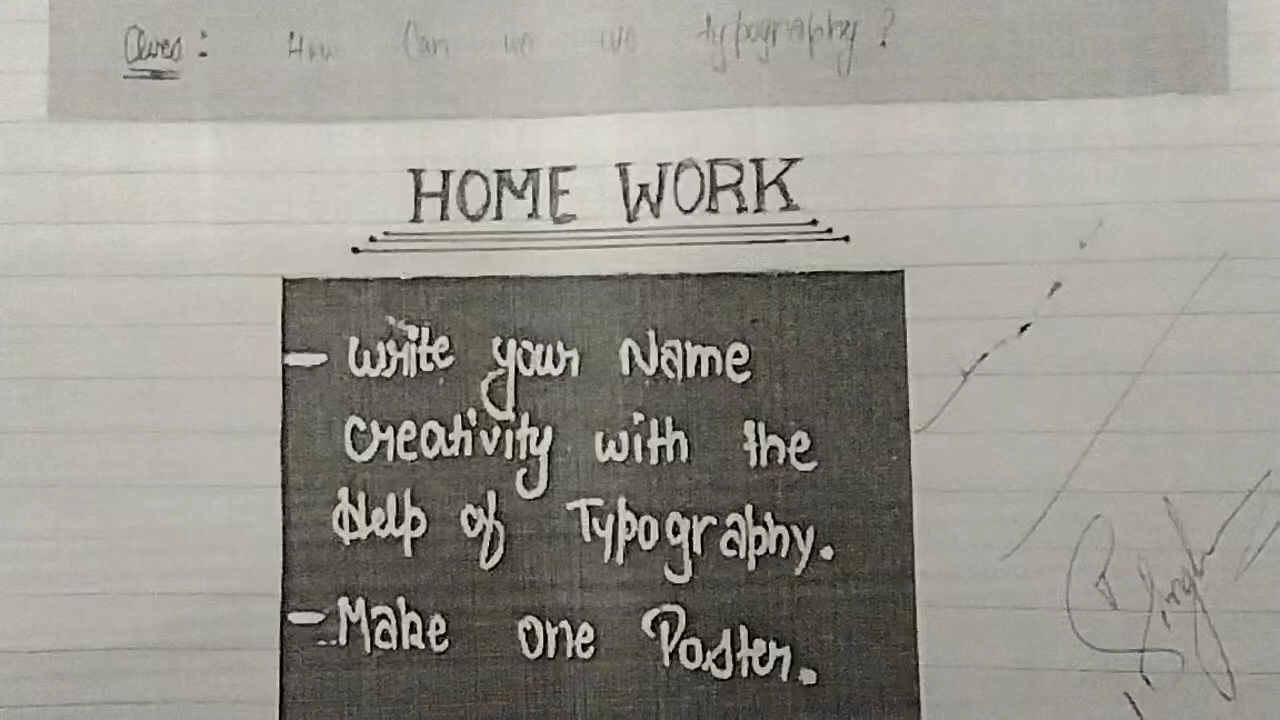 Ques: How Can we use typography?
HOME WORK
- Write your Name
Creativity with the
Help of Typography.
- Make one Poster.